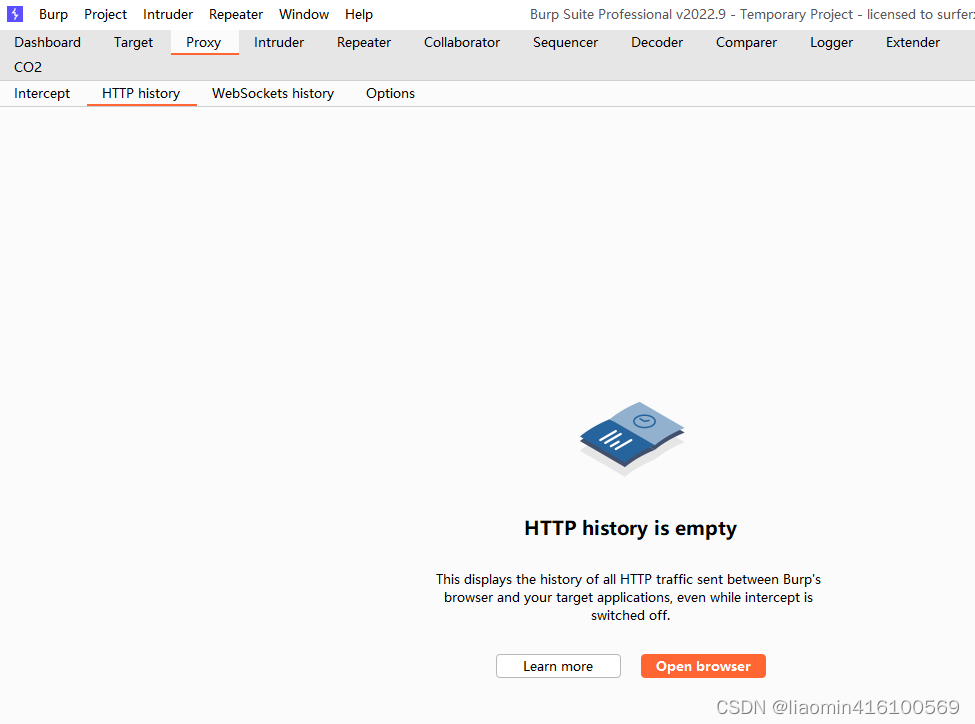 Burp Project Intruder Repeater Window Help Burp Suite Professional v2022.9 - Temporary Project - licensed to surfer
Dashboard Target Proxy Intruder Repeater Collaborator Sequencer Decoder Comparer Logger Extender
CO2
Intercept HTTP history WebSockets history Options
HTTP history is empty
This displays the history of all HTTP traffic sent between Burp's
browser and your target applications, even while intercept is
switched off.
Learn more Open browser
CSDN @liaomin416100569